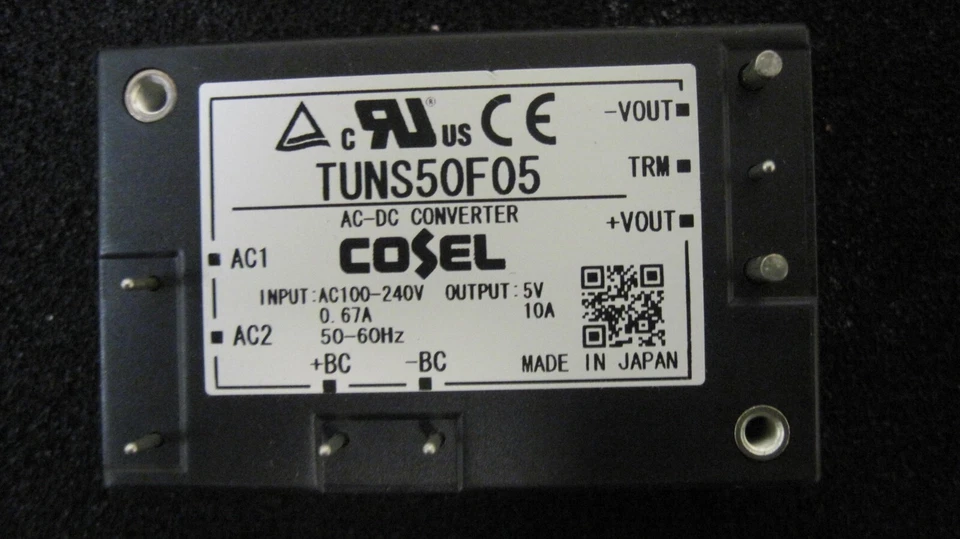 c RU® US CE
-VOUT
TUNS50F05
TRM
AC-DC CONVERTER
+VOUT
COSEL
AC1
INPUT:AC100-240V OUTPUT:5V
0.67A 10A
AC2
50-60Hz
+BC -BC
MADE IN JAPAN